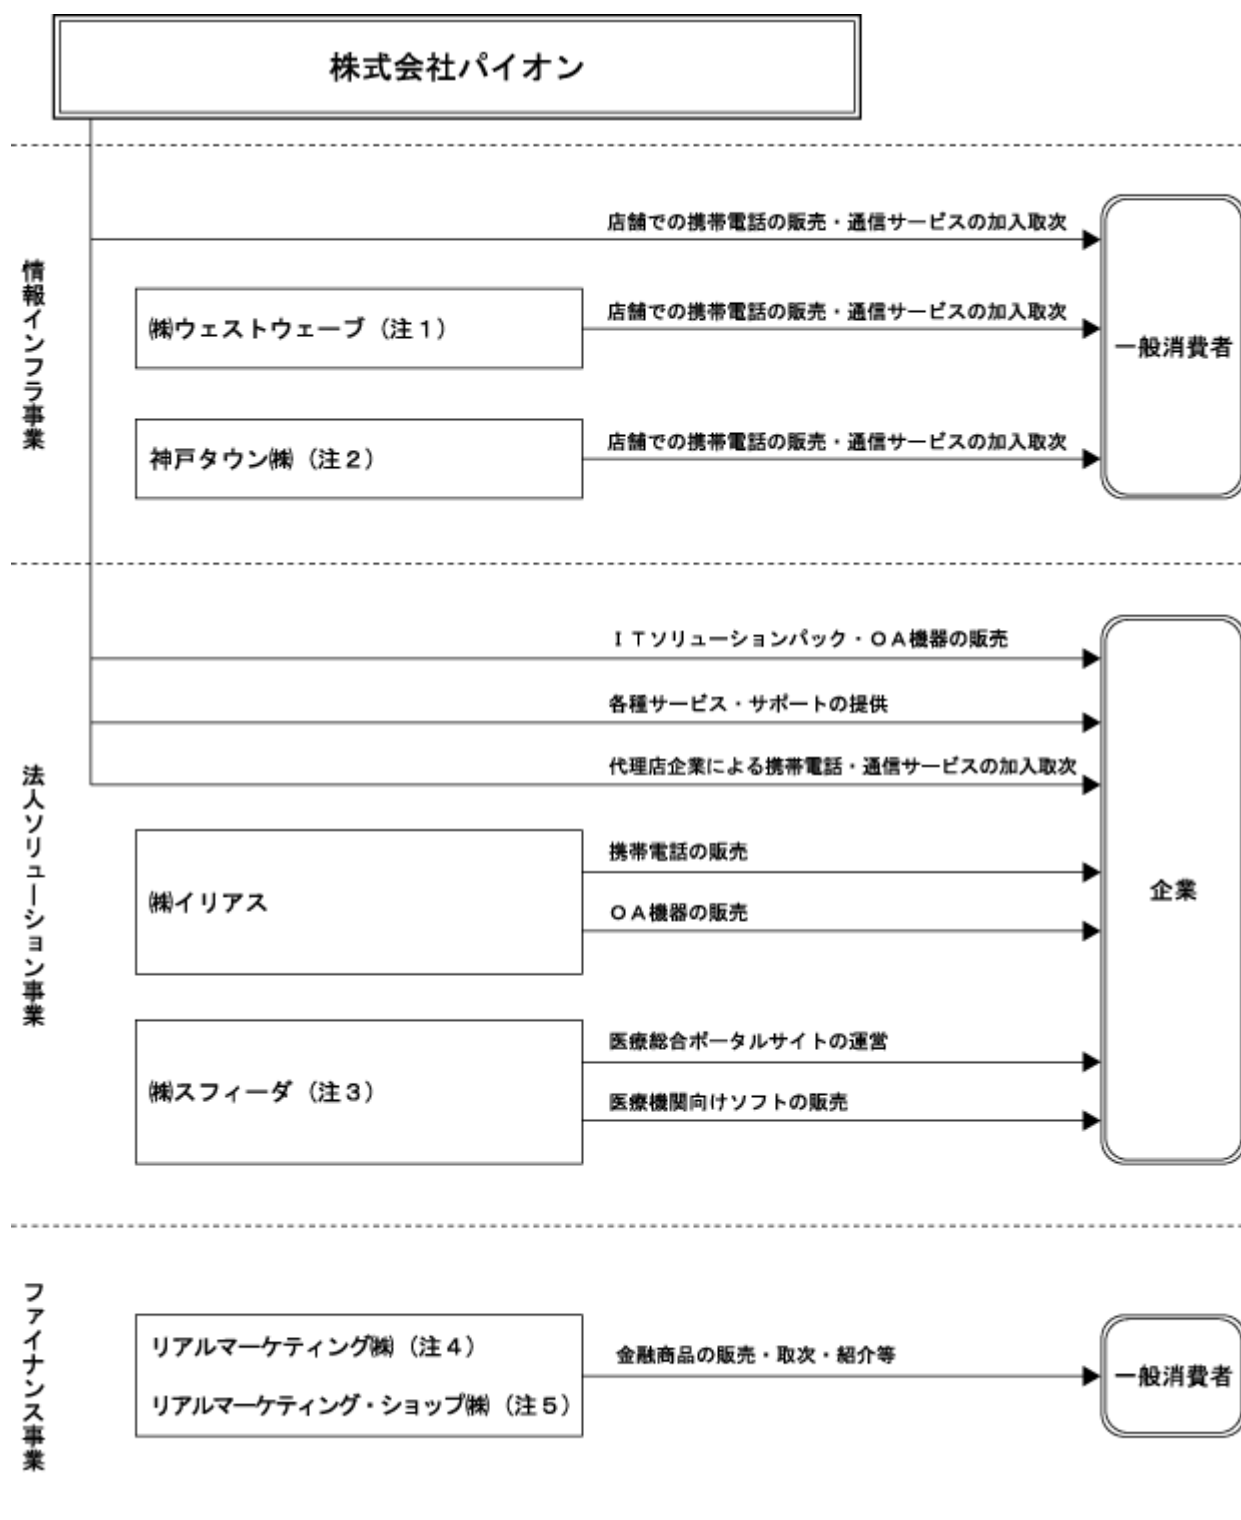 株式会社パイオン
情報インフラ事業
店舗での携帯電話の販売・通信サービスの加入取次
㈱ウェストウェーブ（注１）
店舗での携帯電話の販売・通信サービスの加入取次
一般消費者
神戸タウン㈱（注２）
店舗での携帯電話の販売・通信サービスの加入取次
法人ソリューション事業
ＩＴソリューションパック・ＯＡ機器の販売
各種サービス・サポートの提供
代理店企業による携帯電話・通信サービスの加入取次
㈱イリアス
携帯電話の販売
ＯＡ機器の販売
企業
㈱スフィーダ（注３）
医療総合ポータルサイトの運営
医療機関向けソフトの販売
ファイナンス事業
リアルマーケティング㈱（注４）
リアルマーケティング・ショップ㈱（注５）
金融商品の販売・取次・紹介等
一般消費者